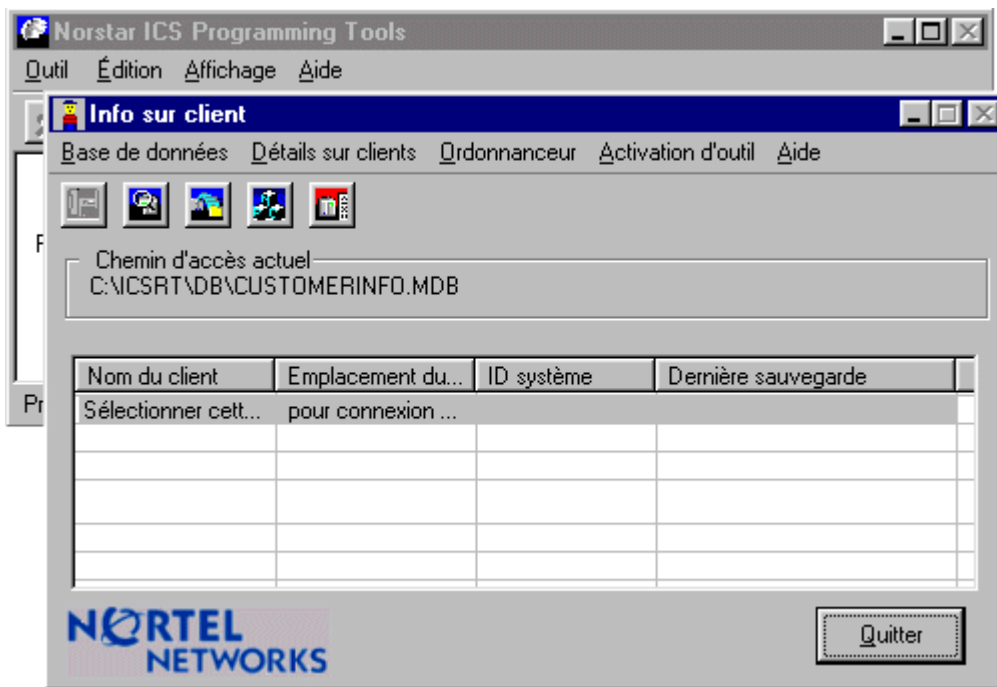 Norstar ICS Programming Tools
Outil Édition Affichage Aide
Info sur client
Base de données Détails sur clients Ordonnanceur Activation d'outil Aide
Chemin d'accès actuel
C:\ICSRT\DB\CUSTOMERINFO.MDB
Nom du client Emplacement du... ID système Dernière sauvegarde
Sélectionner cett... pour connexion ...
Pr
NORTEL
NETWORKS
Quitter